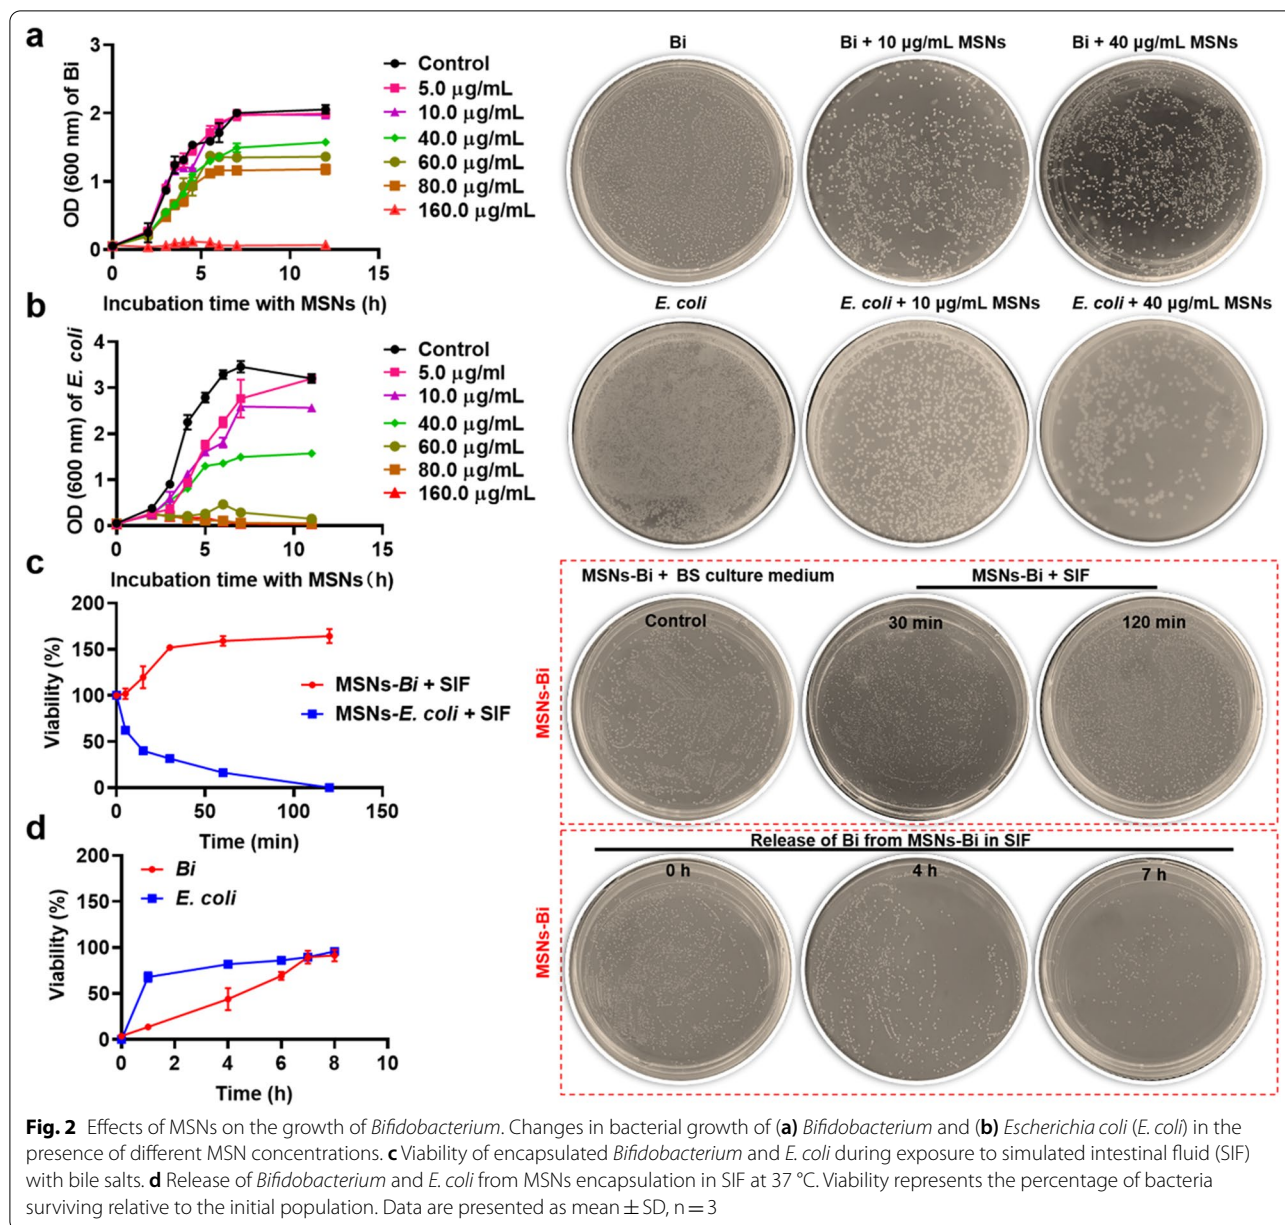 a
3
2
1
0
0
5
10
15
OD (600 nm) of Bi
Incubation time with MSNs (h)
Control
5.0 μg/mL
10.0 μg/mL
40.0 μg/mL
60.0 μg/mL
80.0 μg/mL
160.0 μg/mL
Bi
Bi + 10 μg/mL MSNs
Bi + 40 μg/mL MSNs
b
4
3
2
1
0
0
5
10
15
OD (600 nm) of E. coli
Incubation time with MSNs (h)
Control
5.0 μg/ml
10.0 μg/mL
40.0 μg/mL
60.0 μg/mL
80.0 μg/mL
160.0 μg/mL
E. coli
E. coli + 10 μg/mL MSNs
E. coli + 40 μg/mL MSNs
c
200
150
100
50
0
0
50
100
150
Viability (%)
Time (min)
MSNs-Bi + SIF
MSNs-E. coli + SIF
MSNs-Bi + BS culture medium
MSNs-Bi + SIF
Control
30 min
120 min
MSNs-Bi
d
200
150
100
50
0
0
2
4
6
8
10
Viability (%)
Time (h)
Bi
E. coli
Release of Bi from MSNs-Bi in SIF
0 h
4 h
7 h
MSNs-Bi
Fig. 2 Effects of MSNs on the growth of Bifidobacterium. Changes in bacterial growth of (a) Bifidobacterium and (b) Escherichia coli (E. coli) in the
presence of different MSN concentrations. c Viability of encapsulated Bifidobacterium and E. coli during exposure to simulated intestinal fluid (SIF)
with bile salts. d Release of Bifidobacterium and E. coli from MSNs encapsulation in SIF at 37 °C. Viability represents the percentage of bacteria
surviving relative to the initial population. Data are presented as mean ± SD, n = 3